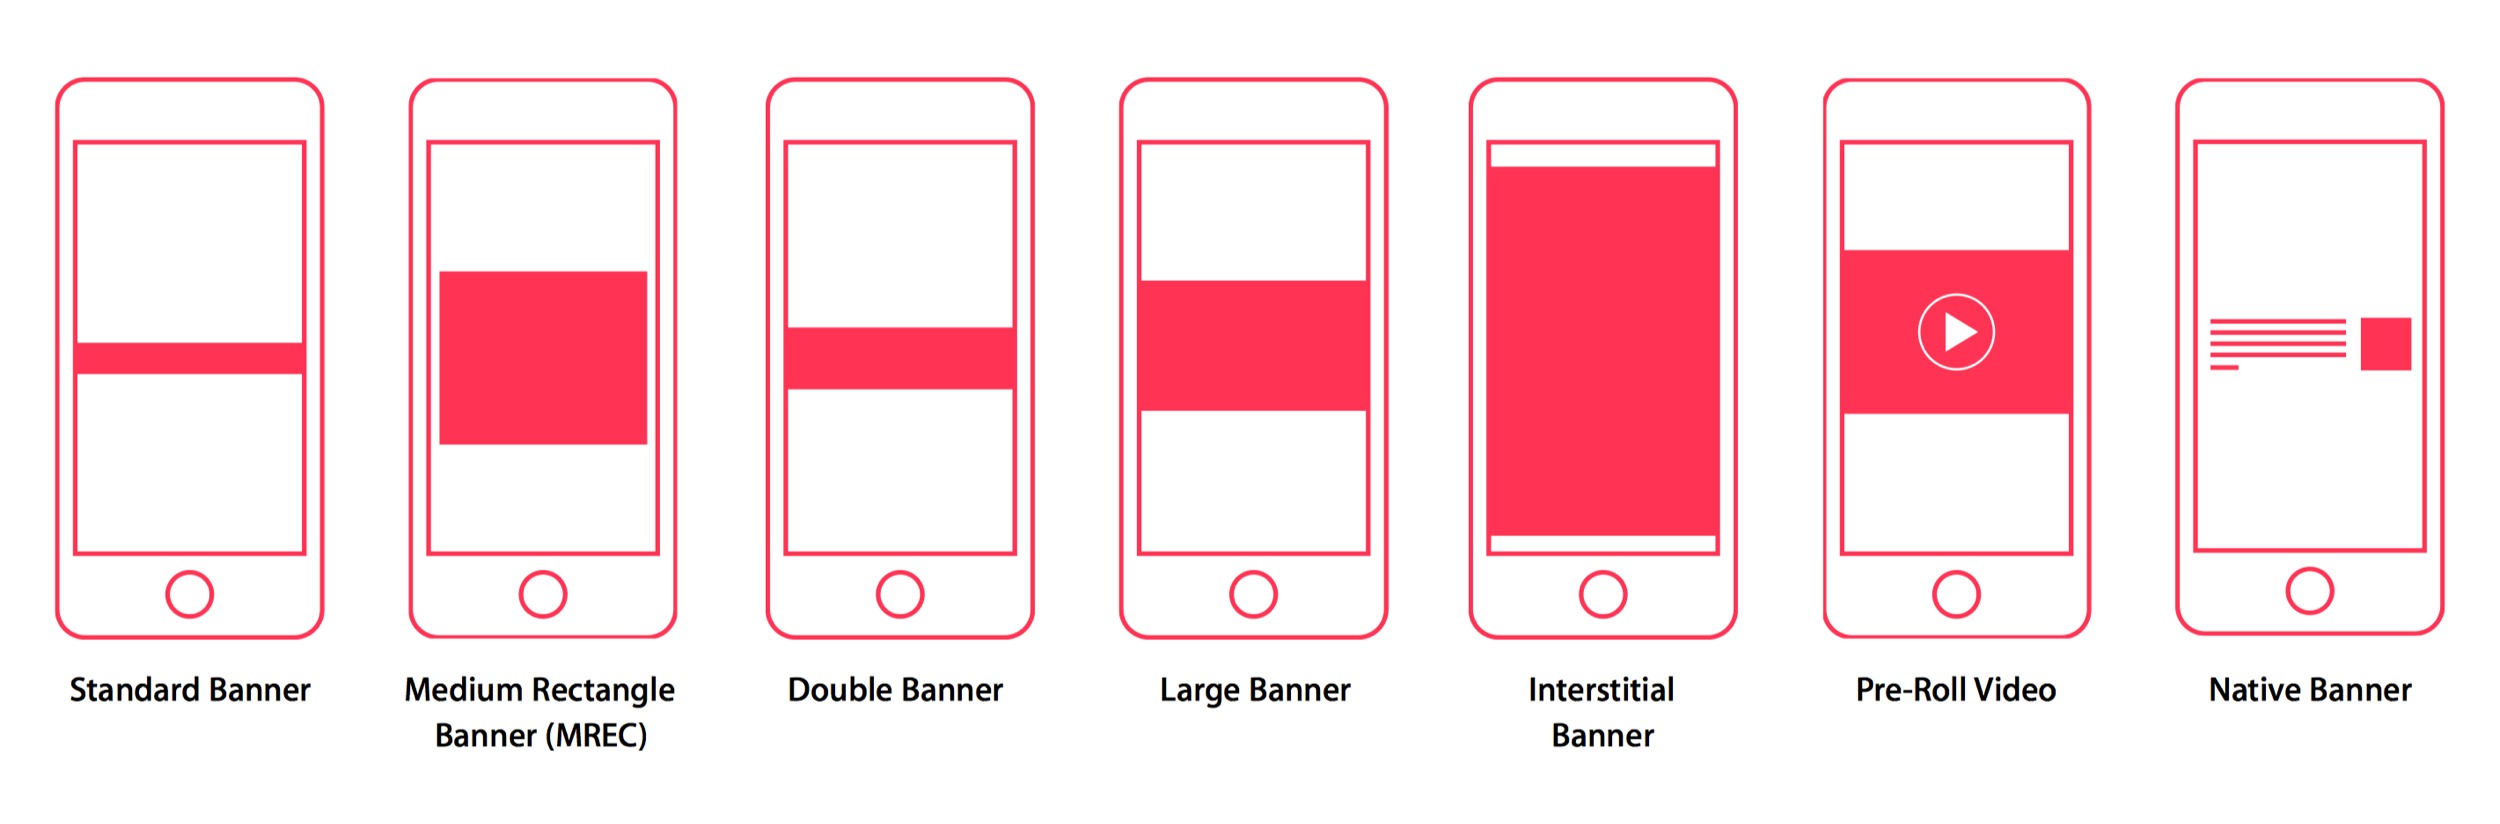 Standard Banner
Medium Rectangle
Banner (MREC)
Double Banner
Large Banner
Interstitial
Banner
Pre-Roll Video
Native Banner